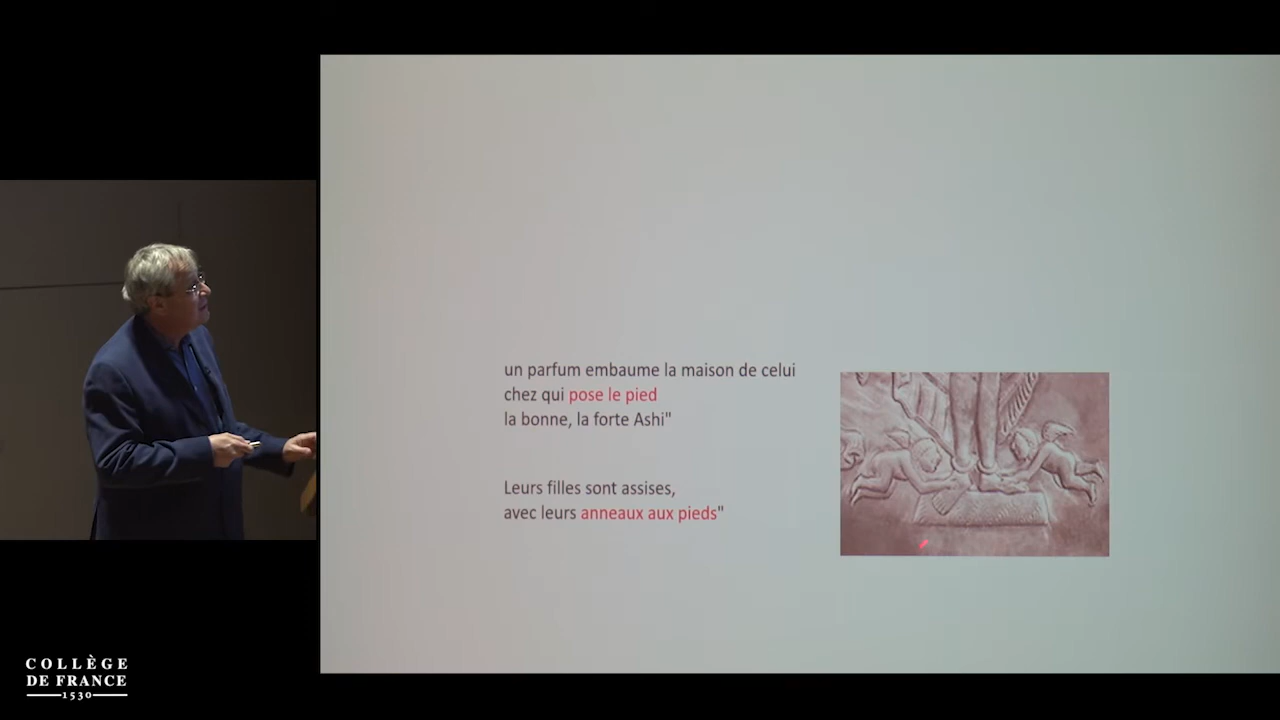 un parfum embaume la maison de celui
chez qui pose le pied
la bonne, la forte Ashi"
Leurs filles sont assises,
avec leurs anneaux aux pieds"
COLLÈGE
DE FRANCE
1530